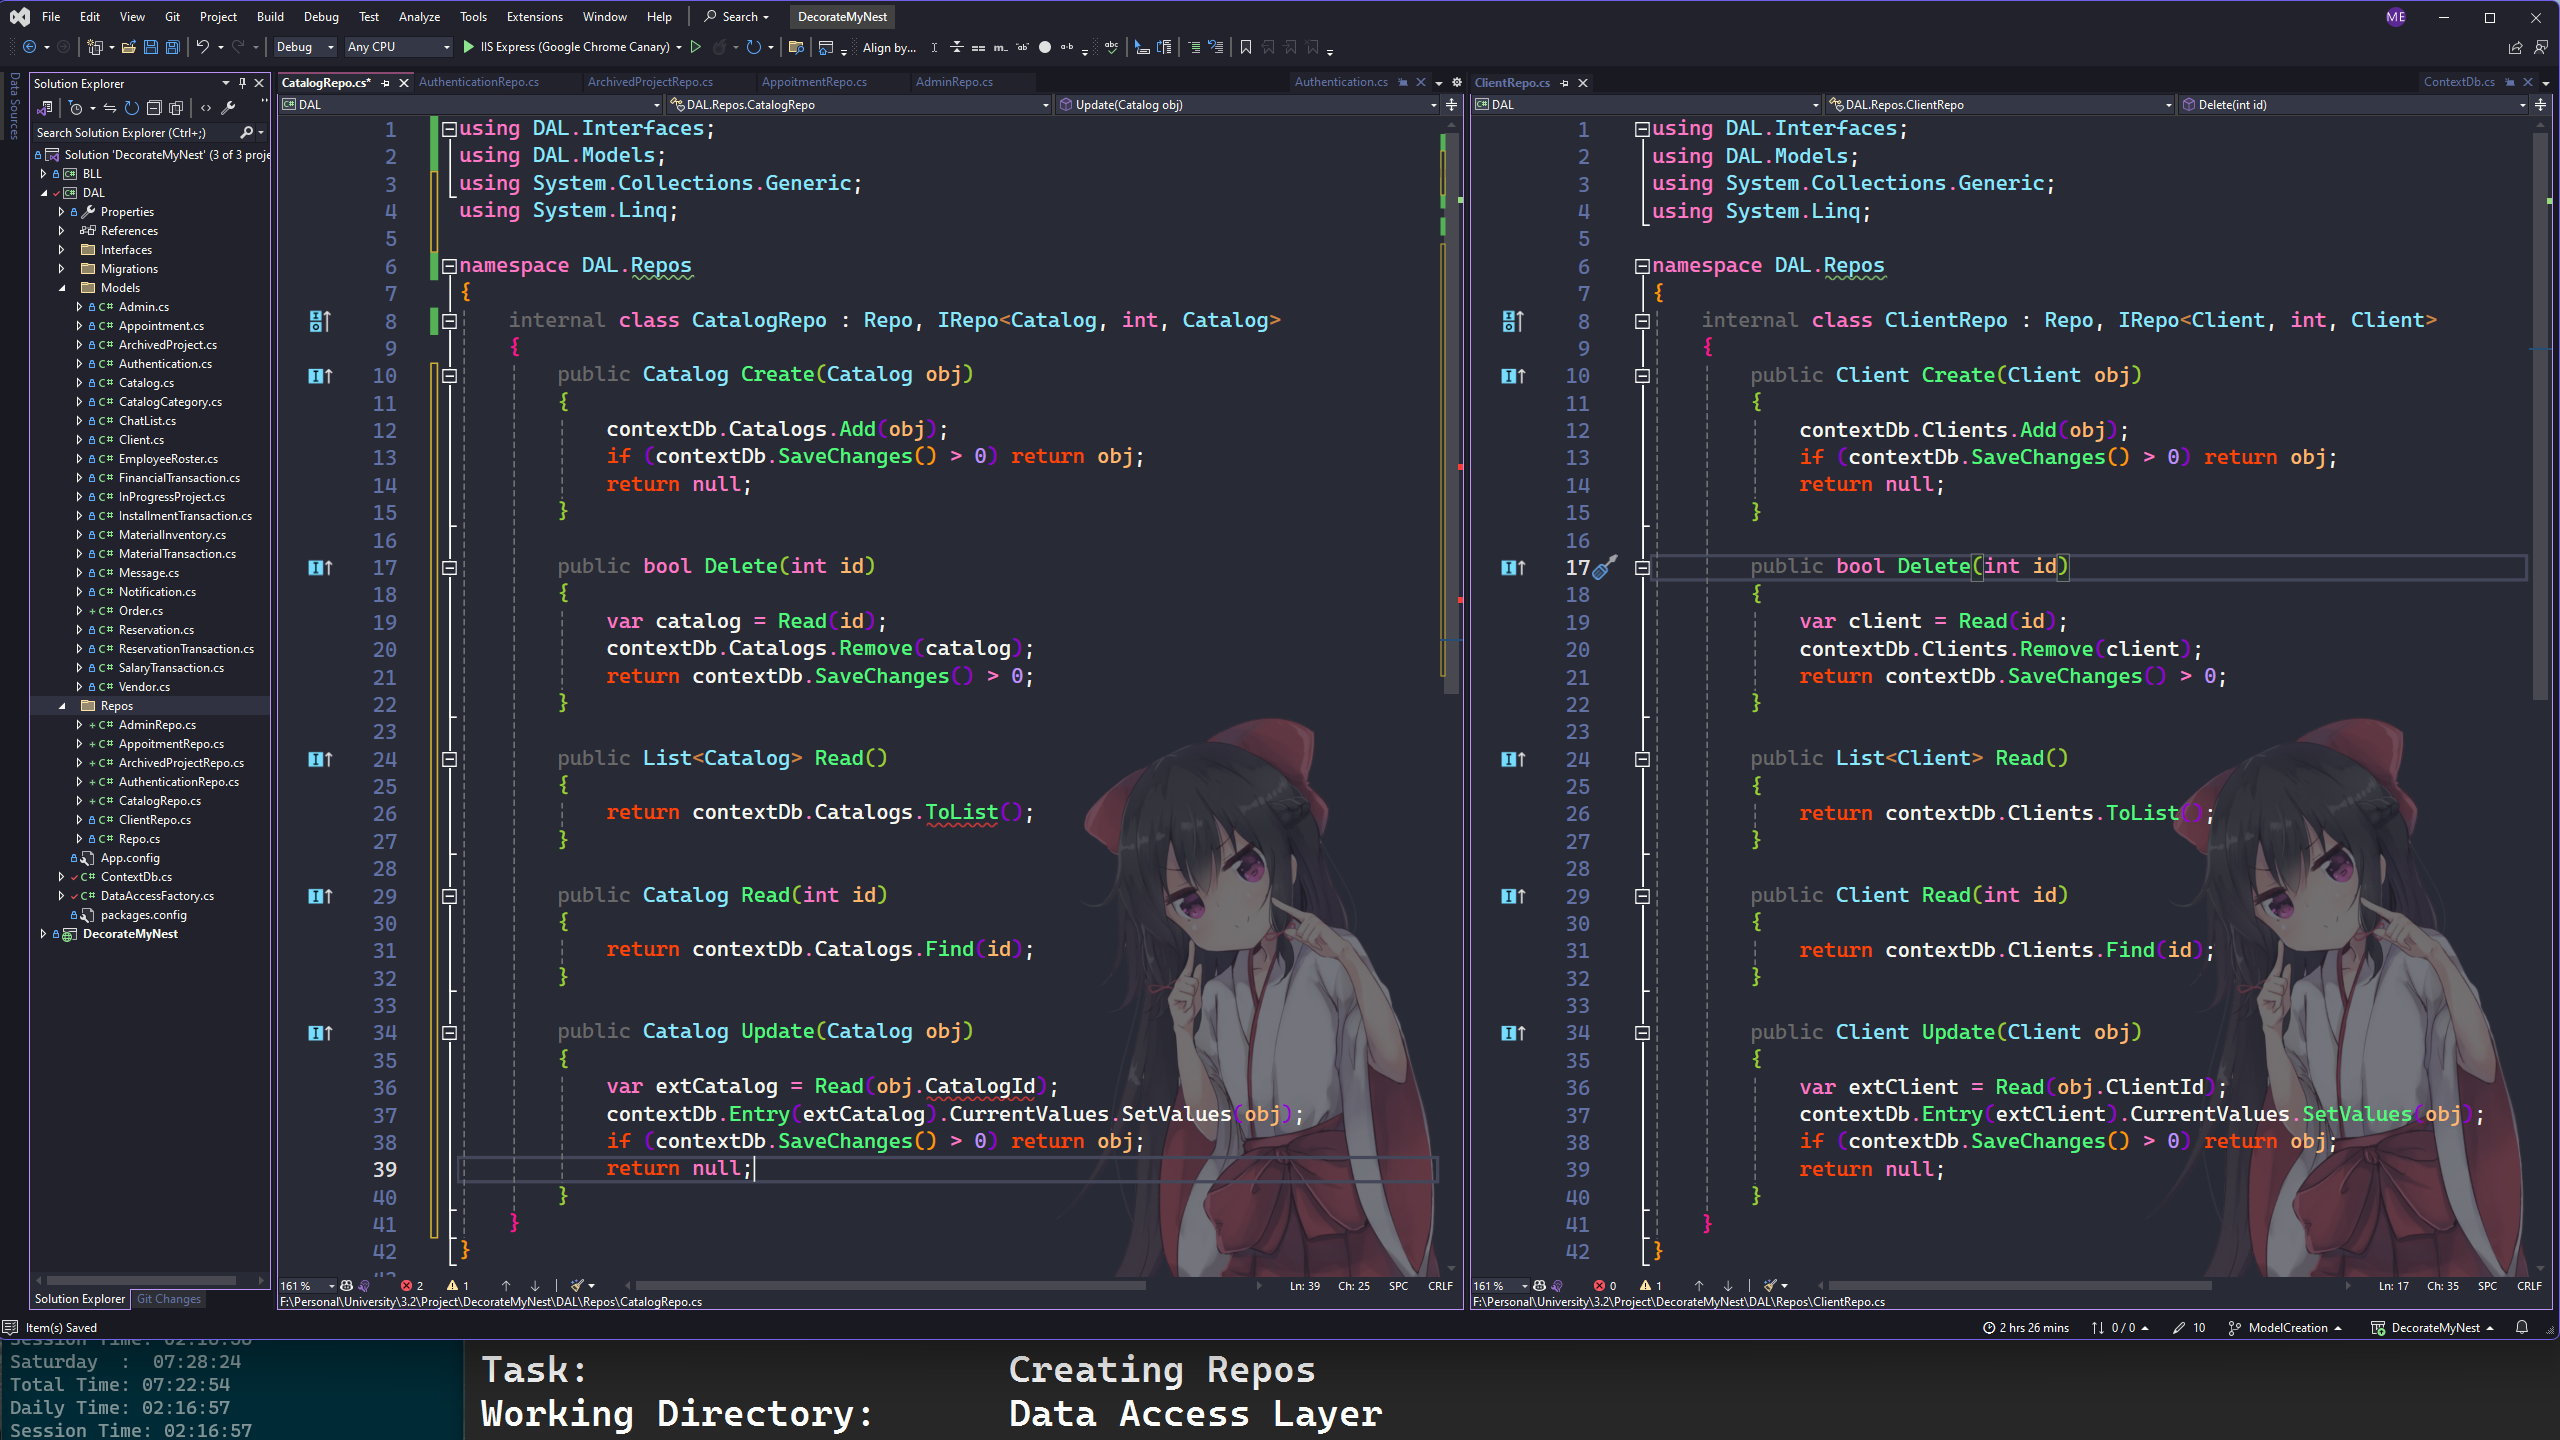 File Edit View Git Project Build Debug Test Analyze Tools Extensions Window Help Search DecorateMyNest ME
Debug Any CPU IIS Express (Google Chrome Canary) Align by...
Data Sources
Solution Explorer
Search Solution Explorer (Ctrl+;)
Solution 'DecorateMyNest' (3 of 3 proje
BLL
DAL
Properties
References
Interfaces
Migrations
Models
C# Admin.cs
C# Appointment.cs
C# ArchivedProject.cs
C# Authentication.cs
C# Catalog.cs
C# CatalogCategory.cs
C# ChatList.cs
C# Client.cs
C# EmployeeRoster.cs
C# FinancialTransaction.cs
C# InProgressProject.cs
C# InstallmentTransaction.cs
C# MaterialInventory.cs
C# MaterialTransaction.cs
C# Message.cs
C# Notification.cs
+ C# Order.cs
C# Reservation.cs
C# ReservationTransaction.cs
C# SalaryTransaction.cs
C# Vendor.cs
Repos
+ C# AdminRepo.cs
+ C# AppoitmentRepo.cs
+ C# ArchivedProjectRepo.cs
+ C# AuthenticationRepo.cs
+ C# CatalogRepo.cs
C# ClientRepo.cs
C# Repo.cs
App.config
C# ContextDb.cs
C# DataAccessFactory.cs
packages.config
DecorateMyNest
Solution Explorer Git Changes
CatalogRepo.cs* AuthenticationRepo.cs ArchivedProjectRepo.cs AppoitmentRepo.cs AdminRepo.cs Authentication.cs
DAL DAL.Repos.CatalogRepo Update(Catalog obj)
1 using DAL.Interfaces;
2 using DAL.Models;
3 using System.Collections.Generic;
4 using System.Linq;
5
6 namespace DAL.Repos
7 {
8 internal class CatalogRepo : Repo, IRepo<Catalog, int, Catalog>
9 {
10 public Catalog Create(Catalog obj)
11 {
12 contextDb.Catalogs.Add(obj);
13 if (contextDb.SaveChanges() > 0) return obj;
14 return null;
15 }
16
17 public bool Delete(int id)
18 {
19 var catalog = Read(id);
20 contextDb.Catalogs.Remove(catalog);
21 return contextDb.SaveChanges() > 0;
22 }
23
24 public List<Catalog> Read()
25 {
26 return contextDb.Catalogs.ToList();
27 }
28
29 public Catalog Read(int id)
30 {
31 return contextDb.Catalogs.Find(id);
32 }
33
34 public Catalog Update(Catalog obj)
35 {
36 var extCatalog = Read(obj.CatalogId);
37 contextDb.Entry(extCatalog).CurrentValues.SetValues(obj);
38 if (contextDb.SaveChanges() > 0) return obj;
39 return null;
40 }
41 }
42 }
161 % 2 1 Ln: 39 Ch: 25 SPC CRLF
F:\Personal\University\3.2\Project\DecorateMyNest\DAL\Repos\CatalogRepo.cs
ClientRepo.cs ContextDb.cs
DAL DAL.Repos.ClientRepo Delete(int id)
1 using DAL.Interfaces;
2 using DAL.Models;
3 using System.Collections.Generic;
4 using System.Linq;
5
6 namespace DAL.Repos
7 {
8 internal class ClientRepo : Repo, IRepo<Client, int, Client>
9 {
10 public Client Create(Client obj)
11 {
12 contextDb.Clients.Add(obj);
13 if (contextDb.SaveChanges() > 0) return obj;
14 return null;
15 }
16
17 public bool Delete(int id)
18 {
19 var client = Read(id);
20 contextDb.Clients.Remove(client);
21 return contextDb.SaveChanges() > 0;
22 }
23
24 public List<Client> Read()
25 {
26 return contextDb.Clients.ToList();
27 }
28
29 public Client Read(int id)
30 {
31 return contextDb.Clients.Find(id);
32 }
33
34 public Client Update(Client obj)
35 {
36 var extClient = Read(obj.ClientId);
37 contextDb.Entry(extClient).CurrentValues.SetValues(obj);
38 if (contextDb.SaveChanges() > 0) return obj;
39 return null;
40 }
41 }
42 }
161 % 0 1 Ln: 17 Ch: 35 SPC CRLF
F:\Personal\University\3.2\Project\DecorateMyNest\DAL\Repos\ClientRepo.cs
Item(s) Saved 2 hrs 26 mins 0 / 0 10 ModelCreation DecorateMyNest
Session Time:
Saturday : 07:28:24
Total Time: 07:22:54
Daily Time: 02:16:57
Session Time: 02:16:57
Task: Creating Repos
Working Directory: Data Access Layer